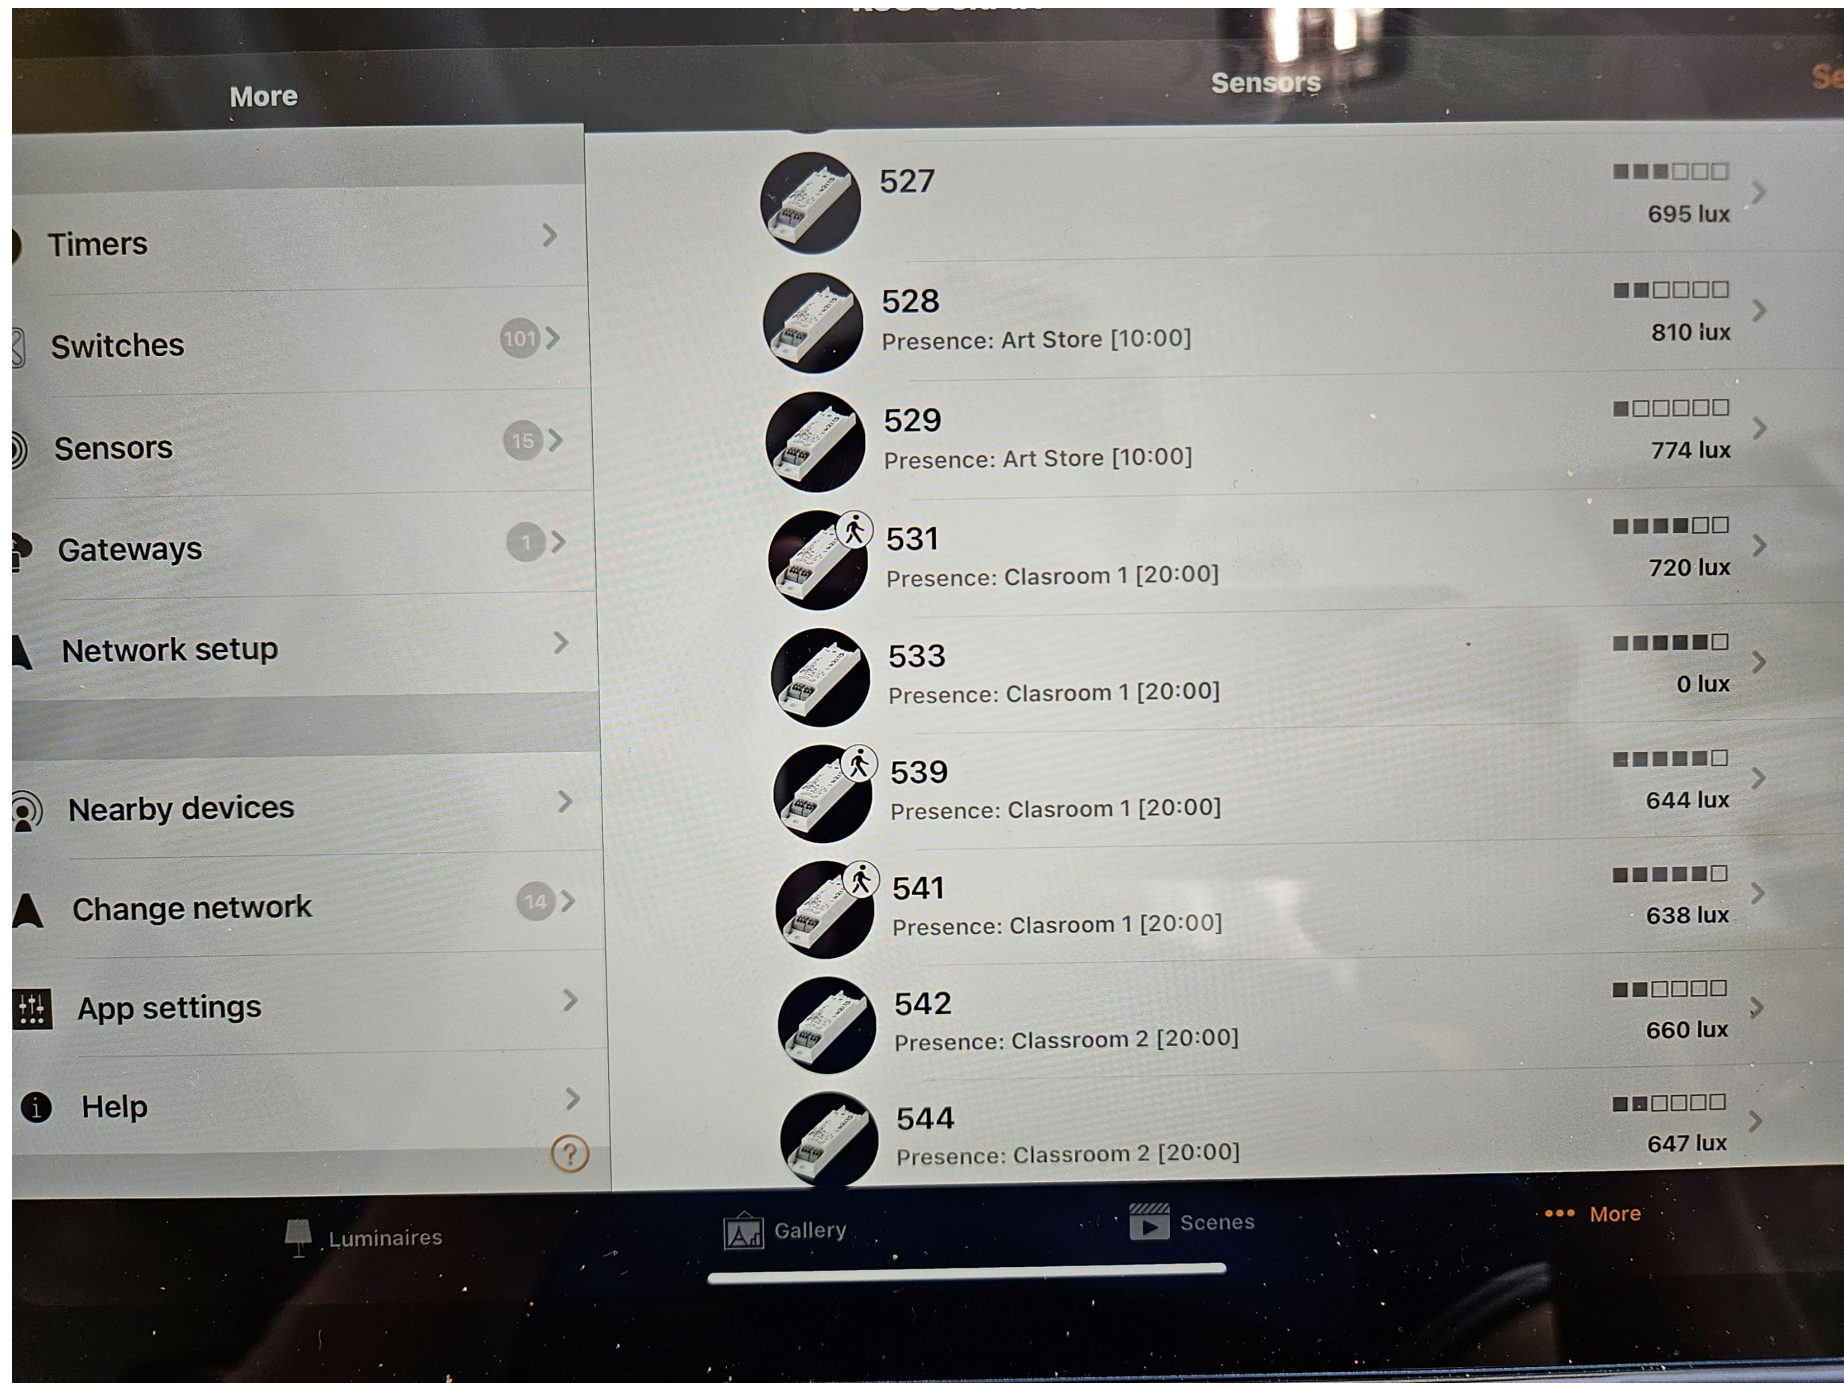 More
Timers
Switches
101
Sensors
15
Gateways
1
Network setup
Nearby devices
Change network
14
App settings
Help
?
Sensors
Se
527
695 lux
528
Presence: Art Store [10:00]
810 lux
529
Presence: Art Store [10:00]
774 lux
531
Presence: Clasroom 1 [20:00]
720 lux
533
Presence: Clasroom 1 [20:00]
0 lux
539
Presence: Clasroom 1 [20:00]
644 lux
541
Presence: Clasroom 1 [20:00]
638 lux
542
Presence: Classroom 2 [20:00]
660 lux
544
Presence: Classroom 2 [20:00]
647 lux
Luminaires
Gallery
Scenes
More